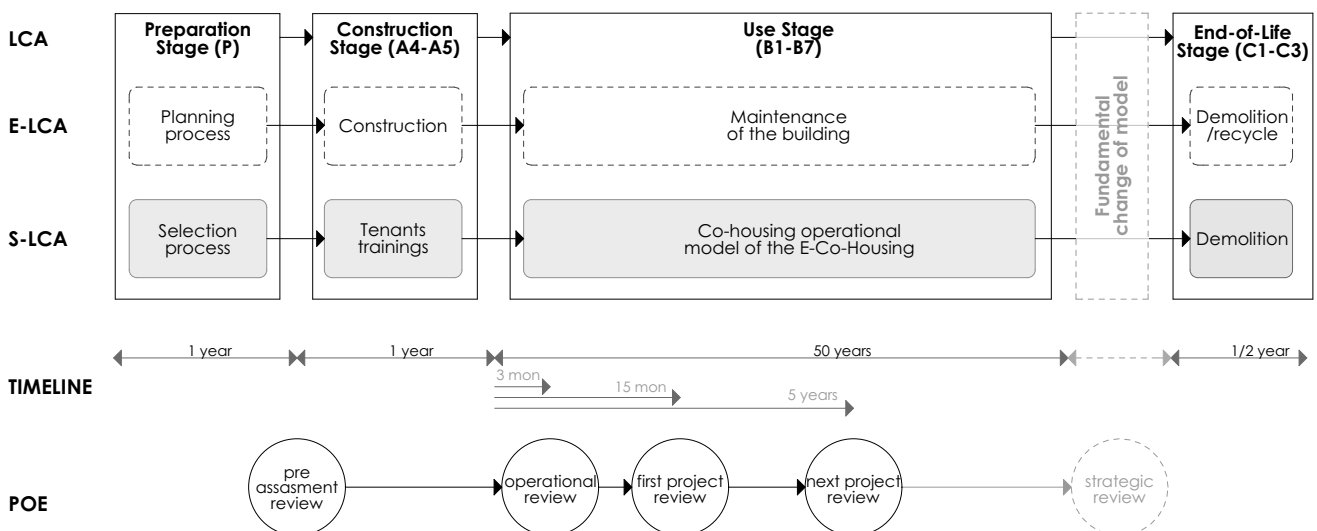 LCA
Preparation
Stage (P)
Construction
Stage (A4-A5)
Use Stage
(B1-B7)
End-of-Life
Stage (C1-C3)
Fundamental
change of model
E-LCA
Planning
process
Construction
Maintenance
of the building
Demolition
/recycle
S-LCA
Selection
process
Tenants
trainings
Co-housing operational
model of the E-Co-Housing
Demolition
TIMELINE
1 year
1 year
50 years
1/2 year
3 mon
15 mon
5 years
POE
pre
assasment
review
operational
review
first project
review
next project
review
strategic
review